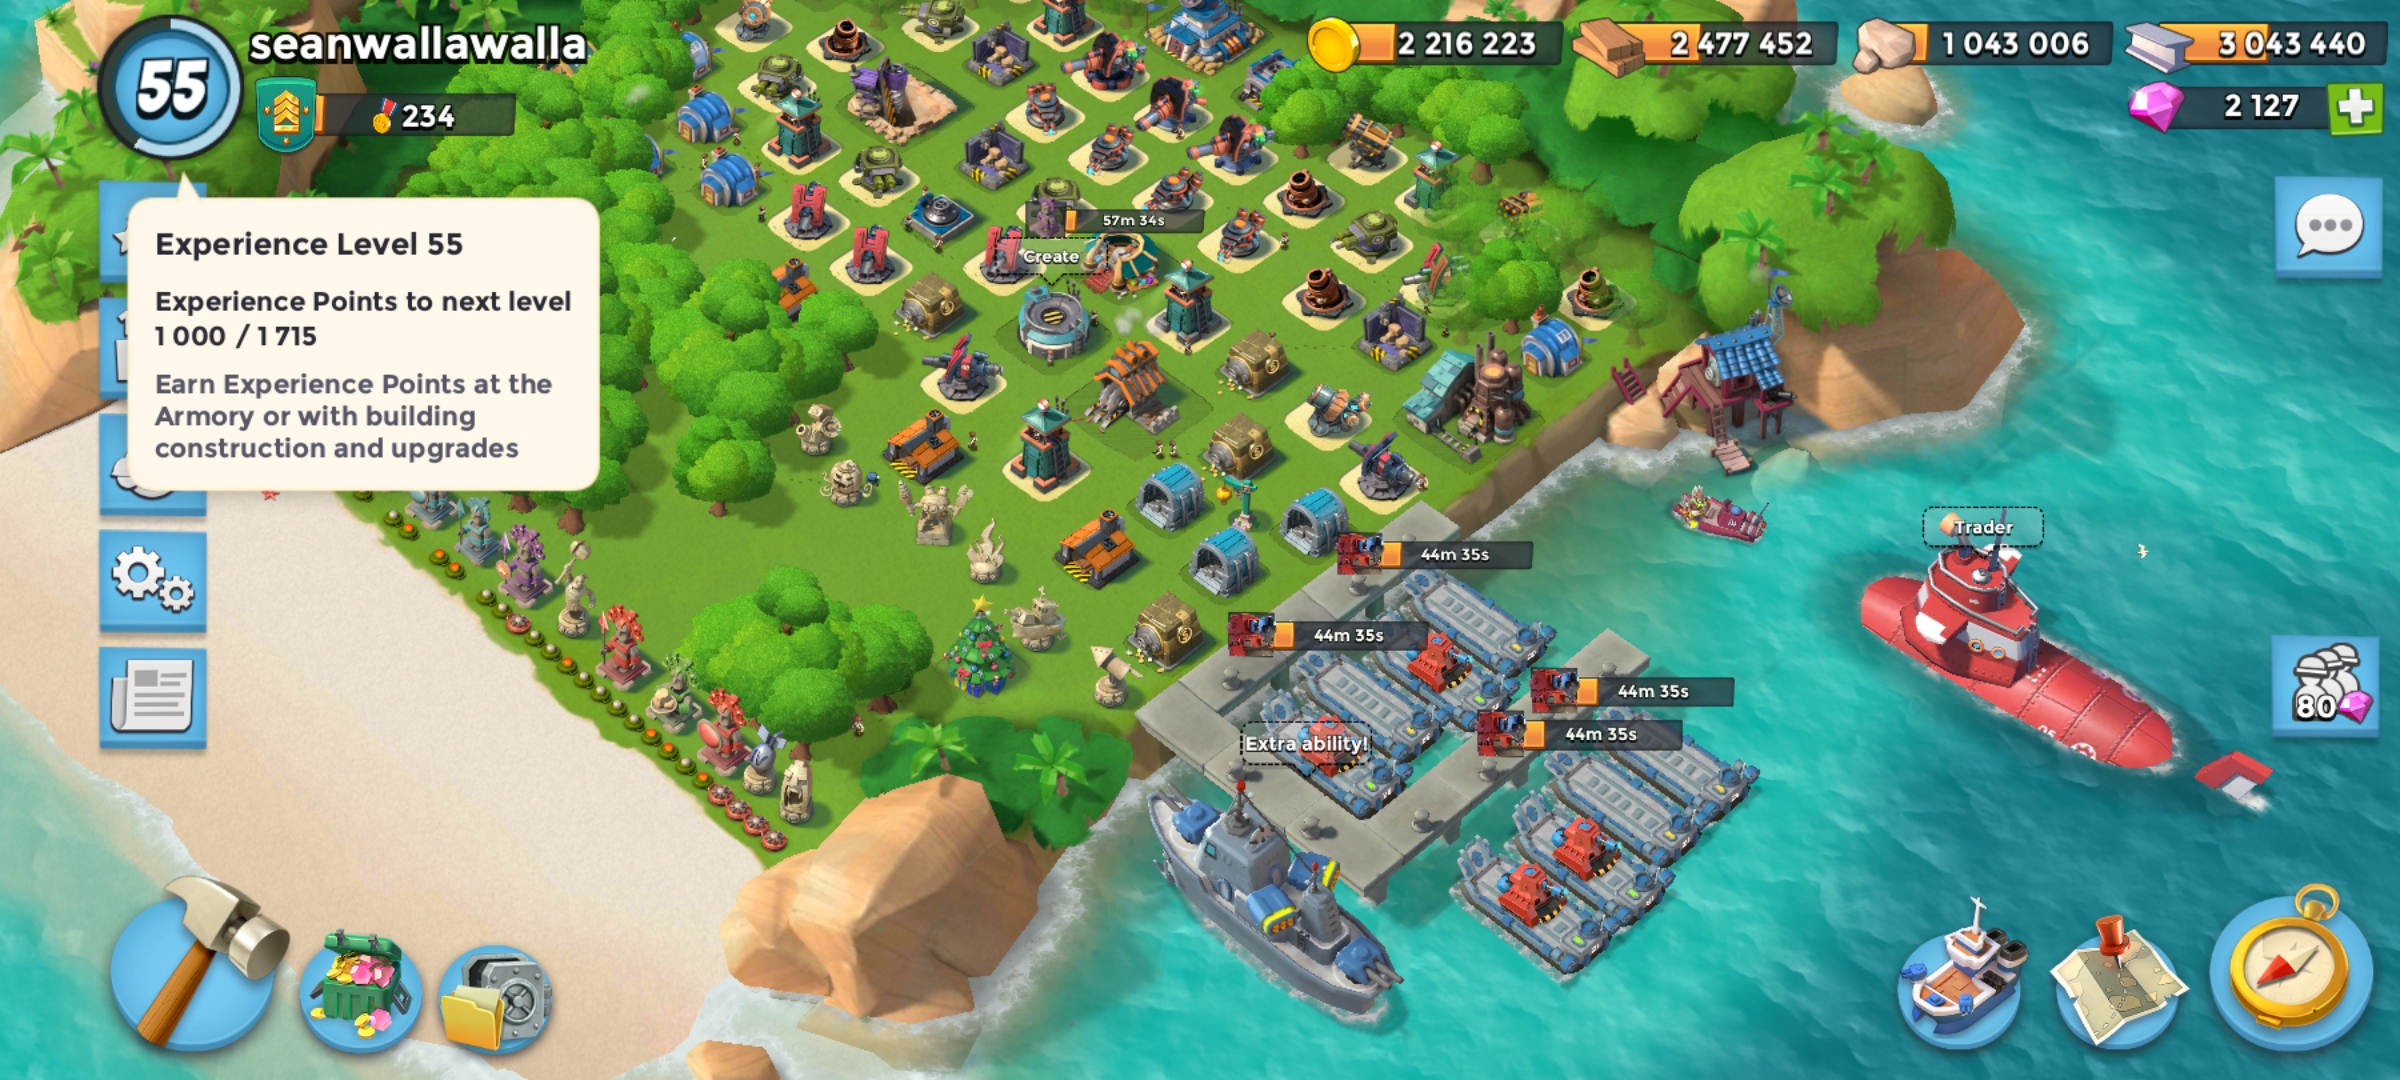 55
seanwallawalla
234
2 216 223
2 477 452
1 043 006
3 043 440
2 127
Experience Level 55
Experience Points to next level
1 000 / 1 715
Earn Experience Points at the
Armory or with building
construction and upgrades
57m 34s
Create
Trader
44m 35s
44m 35s
44m 35s
44m 35s
Extra ability!
80